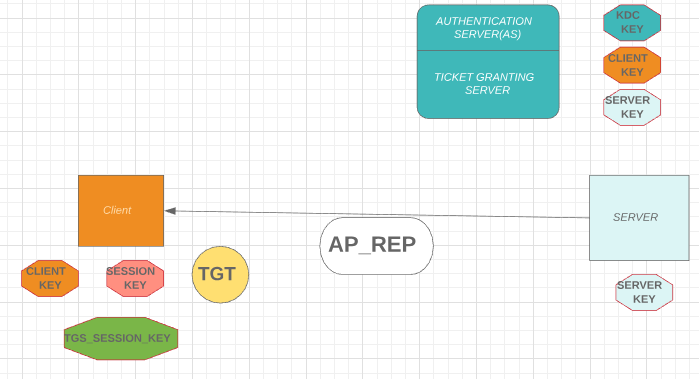 AUTHENTICATION
SERVER(AS)
TICKET GRANTING
SERVER
KDC
KEY
CLIENT
KEY
SERVER
KEY
Client
SERVER
AP_REP
CLIENT
KEY
SESSION
KEY
TGT
SERVER
KEY
TGS_SESSION_KEY